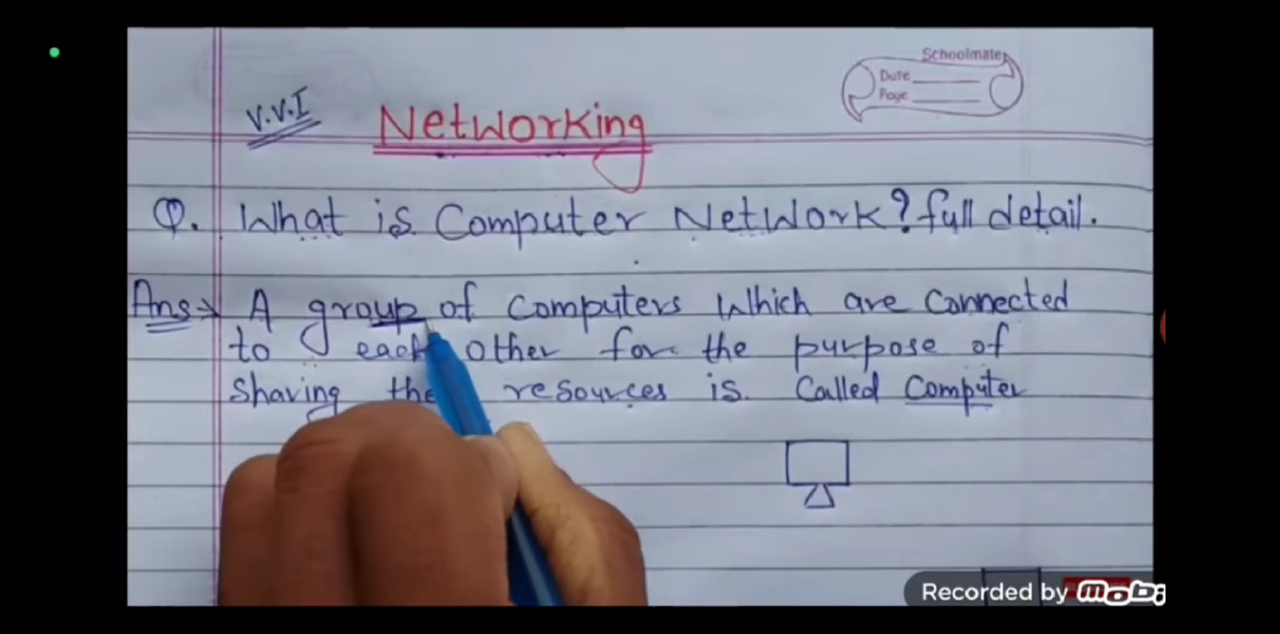 Schoolmate
Date
Page
V.V.I
Networking
Q. What is Computer Network? full detail.
Ans→ A group of computers which are connected
to each other for the purpose of
Sharing the resources is. Called Computer
Recorded by mobi